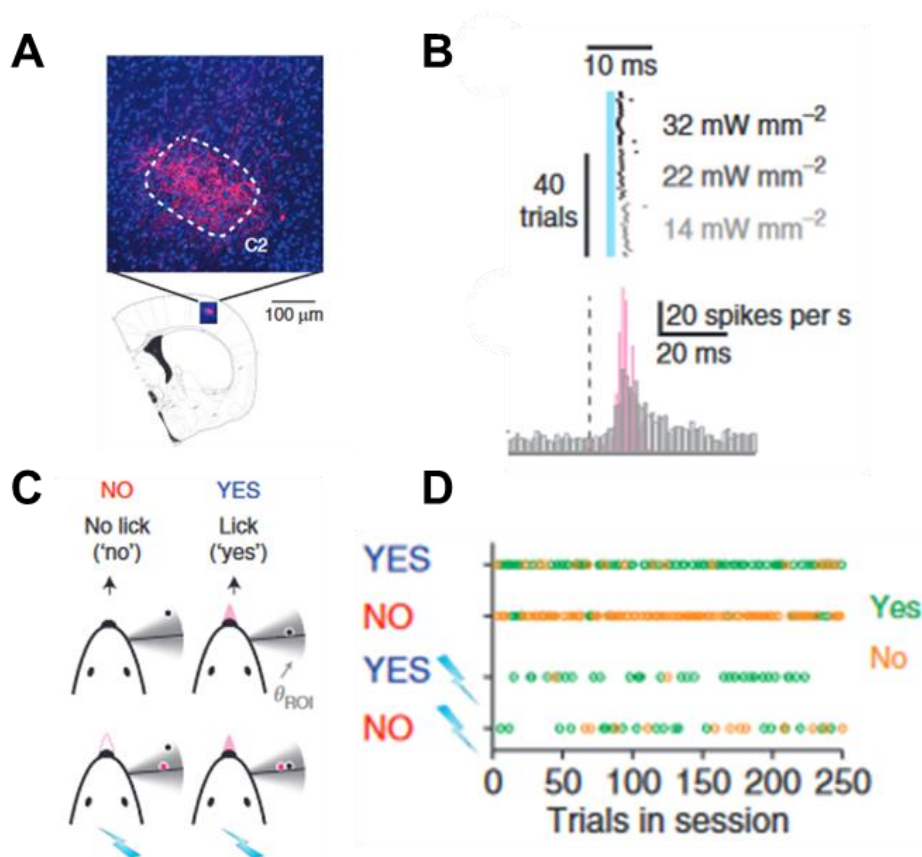 A
C2
100 μm
B
10 ms
32 mW mm⁻²
40
trials
22 mW mm⁻²
14 mW mm⁻²
20 spikes per s
20 ms
C
NO
YES
No lick
('no')
Lick
('yes')
θROI
D
YES
NO
YES
NO
Yes
No
0
50
100
150
200
250
Trials in session